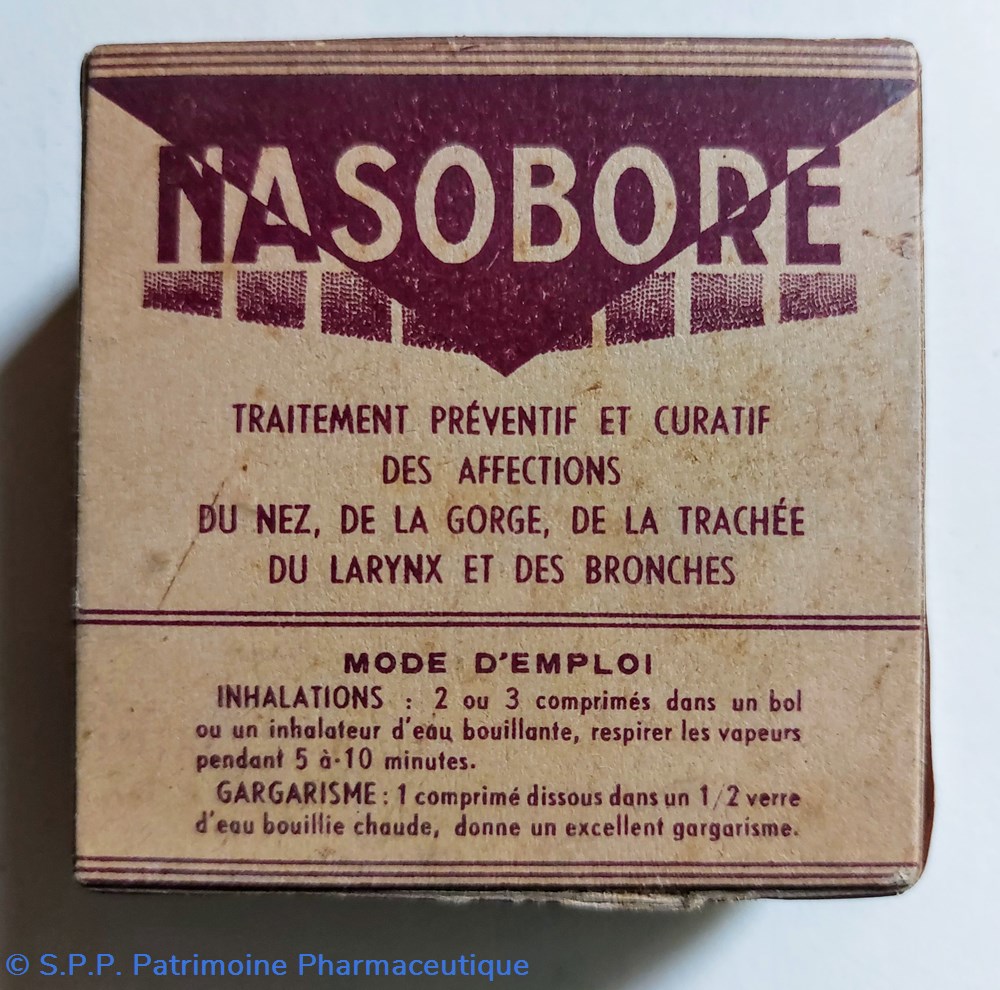 NASOBORE
TRAITEMENT PRÉVENTIF ET CURATIF
DES AFFECTIONS
DU NEZ, DE LA GORGE, DE LA TRACHÉE
DU LARYNX ET DES BRONCHES
MODE D'EMPLOI
INHALATIONS : 2 ou 3 comprimés dans un bol
ou un inhalateur d'eau bouillante, respirer les vapeurs
pendant 5 à 10 minutes.
GARGARISME : 1 comprimé dissous dans un 1/2 verre
d'eau bouillie chaude, donne un excellent gargarisme.
© S.P.P. Patrimoine Pharmaceutique